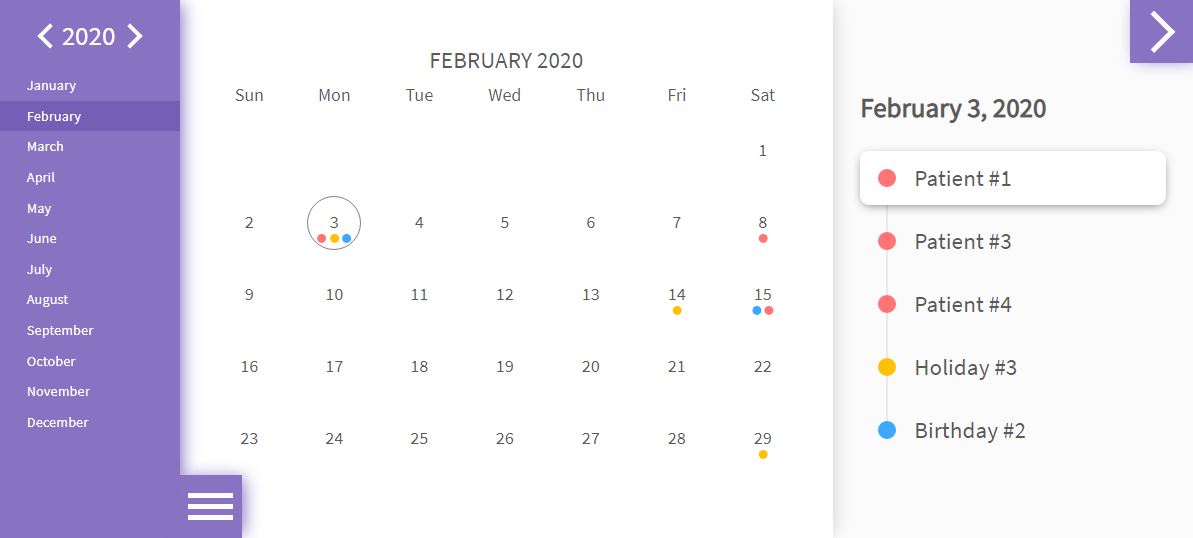 2020
January
February
March
April
May
June
July
August
September
October
November
December
FEBRUARY 2020
Sun Mon Tue Wed Thu Fri Sat
1
2 3 4 5 6 7 8
9 10 11 12 13 14 15
16 17 18 19 20 21 22
23 24 25 26 27 28 29
February 3, 2020
Patient #1
Patient #3
Patient #4
Holiday #3
Birthday #2